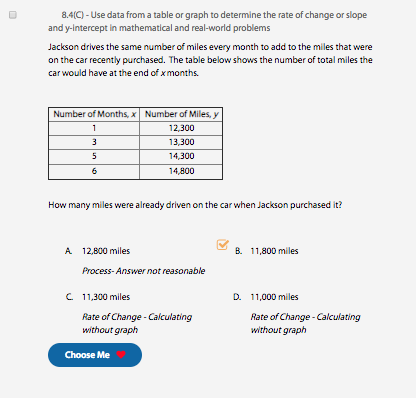 8.4(C) - Use data from a table or graph to determine the rate of change or slope
and y-intercept in mathematical and real-world problems
Jackson drives the same number of miles every month to add to the miles that were
on the car recently purchased. The table below shows the number of total miles the
car would have at the end of x months.
Number of Months, x Number of Miles, y
1 12,300
3 13,300
5 14,300
6 14,800
How many miles were already driven on the car when Jackson purchased it?
A. 12,800 miles B. 11,800 miles
Process- Answer not reasonable
C. 11,300 miles D. 11,000 miles
Rate of Change - Calculating Rate of Change - Calculating
without graph without graph
Choose Me